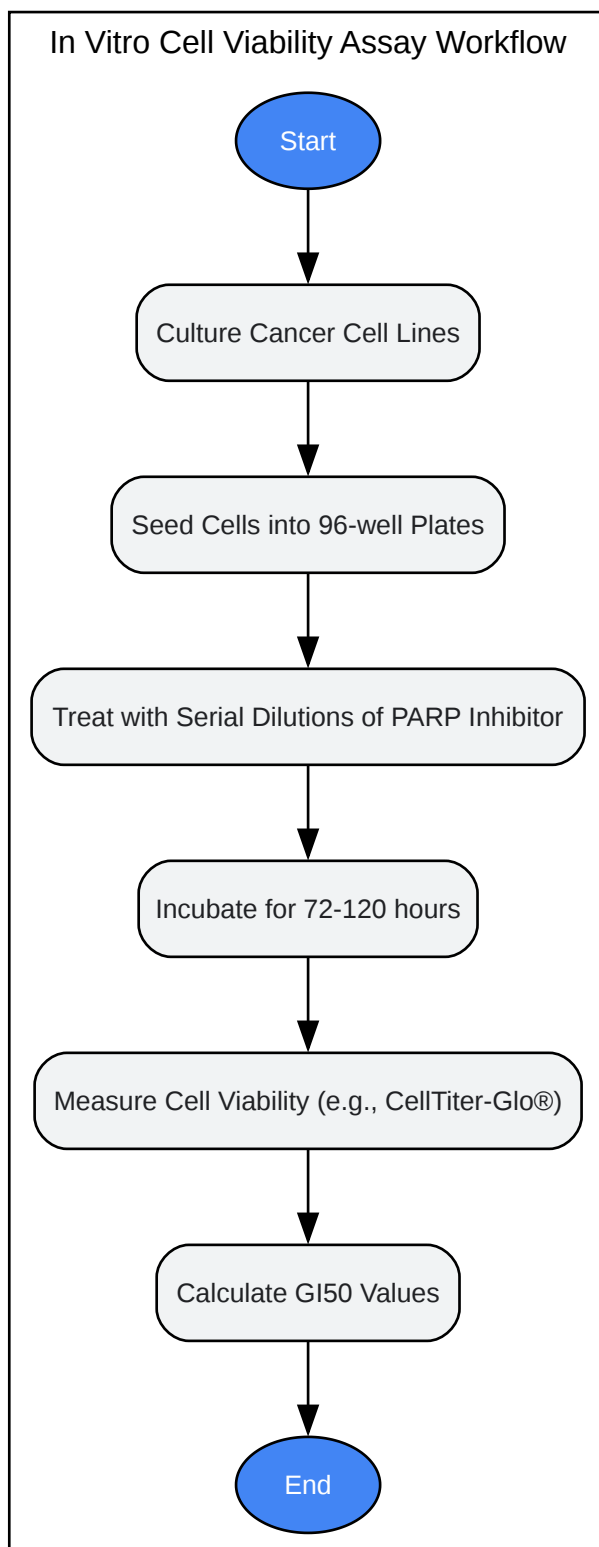 In Vitro Cell Viability Assay Workflow
Start
Culture Cancer Cell Lines
Seed Cells into 96-well Plates
Treat with Serial Dilutions of PARP Inhibitor
Incubate for 72-120 hours
Measure Cell Viability (e.g., CellTiter-Glo®)
Calculate GI50 Values
End